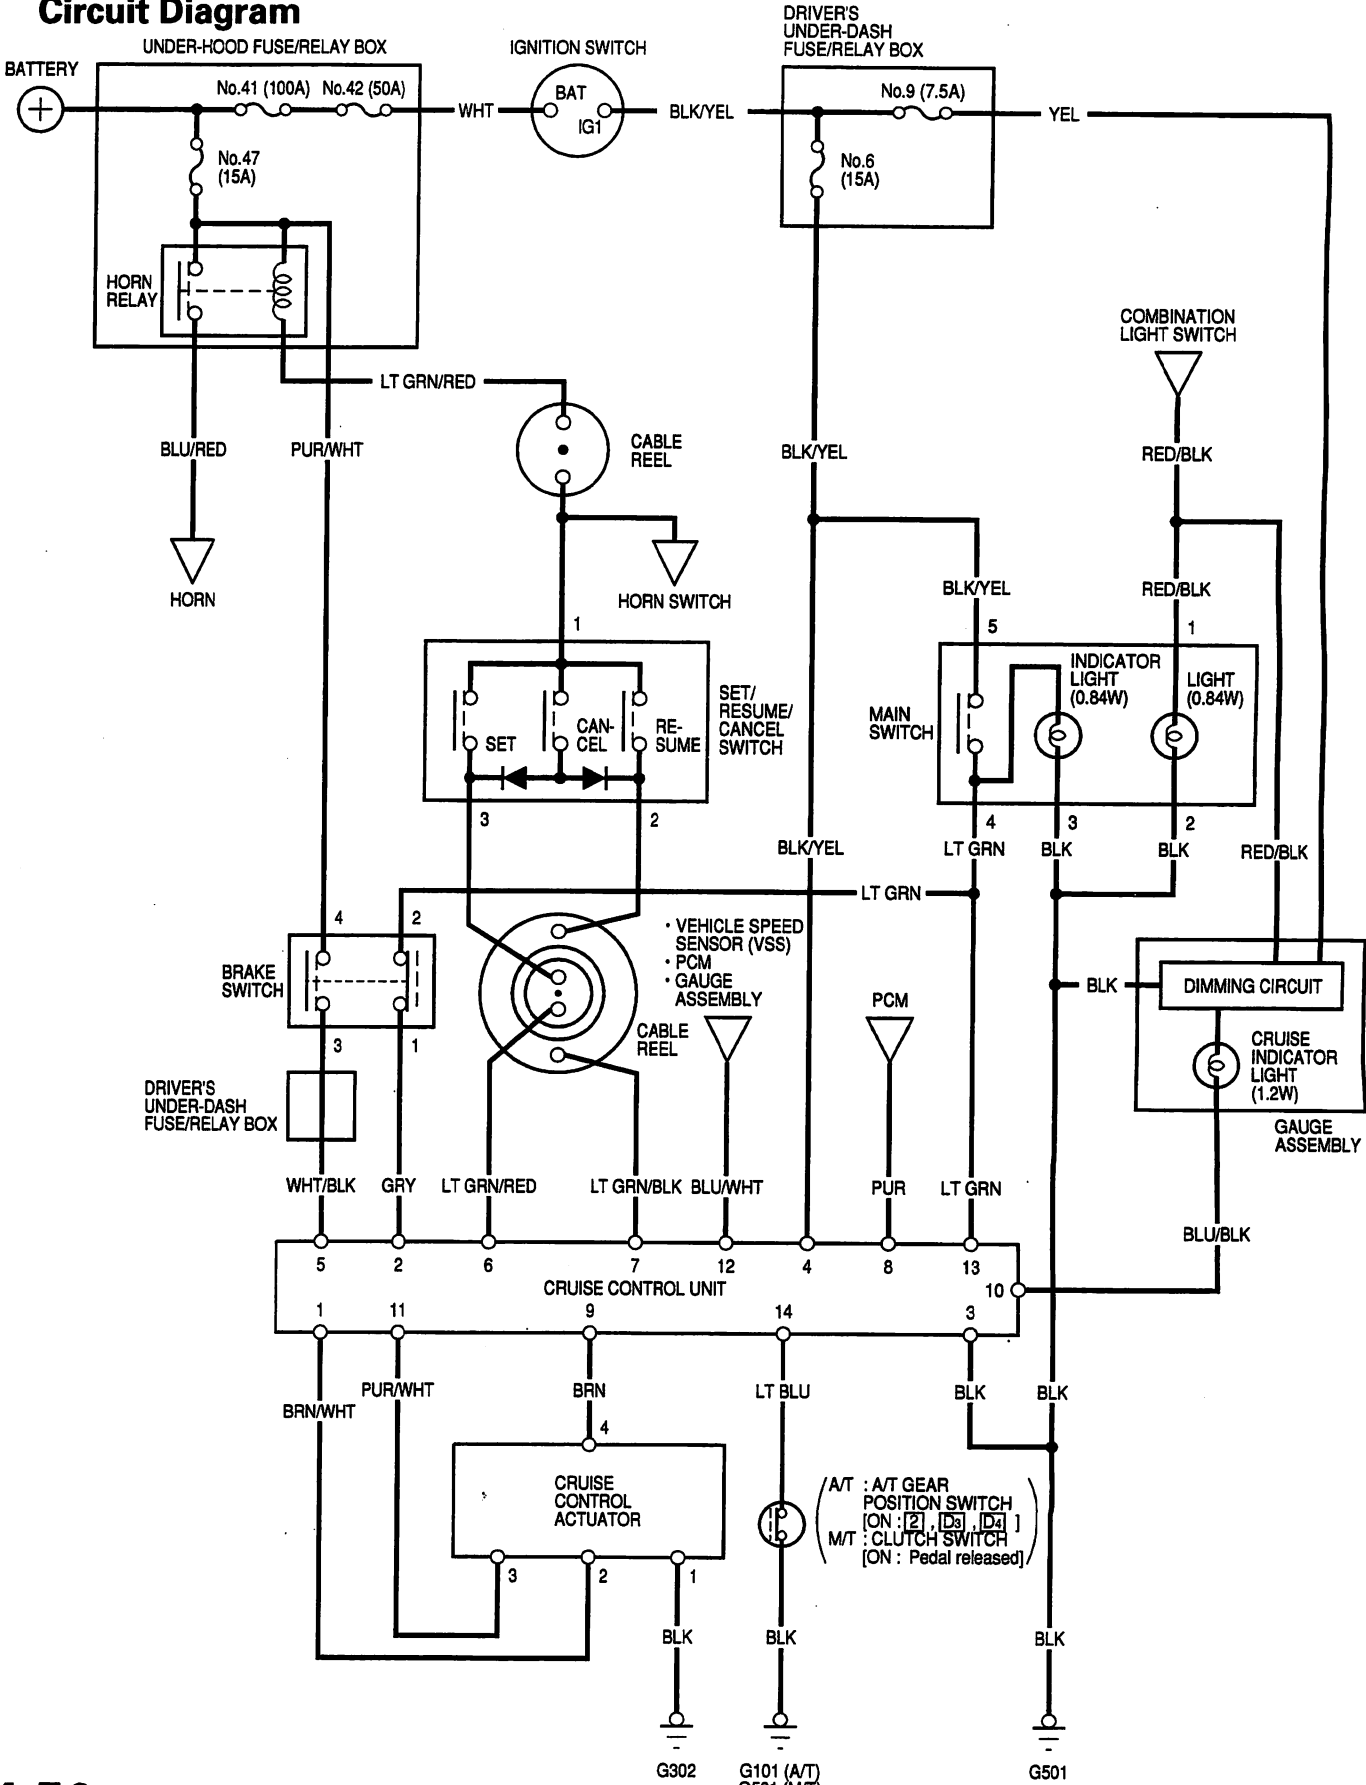 Circuit Diagram
UNDER-HOOD FUSE/RELAY BOX
IGNITION SWITCH
DRIVER'S
UNDER-DASH
FUSE/RELAY BOX
BATTERY
No.41 (100A)
No.42 (50A)
WHT
BAT
IG1
BLK/YEL
No.9 (7.5A)
YEL
No.47
(15A)
No.6
(15A)
HORN
RELAY
COMBINATION
LIGHT SWITCH
LT GRN/RED
BLU/RED
PUR/WHT
CABLE
REEL
BLK/YEL
RED/BLK
HORN
HORN SWITCH
BLK/YEL
RED/BLK
1
5
1
SET
CAN-
CEL
RE-
SUME
SET/
RESUME/
CANCEL
SWITCH
MAIN
SWITCH
INDICATOR
LIGHT
(0.84W)
LIGHT
(0.84W)
3
2
4
3
2
BLK/YEL
LT GRN
BLK
BLK
RED/BLK
LT GRN
4
2
BRAKE
SWITCH
3
1
• VEHICLE SPEED
SENSOR (VSS)
• PCM
• GAUGE
ASSEMBLY
PCM
CABLE
REEL
BLK
DIMMING CIRCUIT
CRUISE
INDICATOR
LIGHT
(1.2W)
GAUGE
ASSEMBLY
DRIVER'S
UNDER-DASH
FUSE/RELAY BOX
WHT/BLK
GRY
LT GRN/RED
LT GRN/BLK
BLU/WHT
PUR
LT GRN
BLU/BLK
5
2
6
7
12
4
8
13
CRUISE CONTROL UNIT
10
1
11
9
14
3
BRN/WHT
PUR/WHT
BRN
LT BLU
BLK
BLK
4
CRUISE
CONTROL
ACTUATOR
3
2
1
A/T : A/T GEAR
POSITION SWITCH
[ON : 2 , D3 , D4 ]
M/T : CLUTCH SWITCH
[ON : Pedal released]
BLK
BLK
BLK
G302
G101 (A/T)
G501